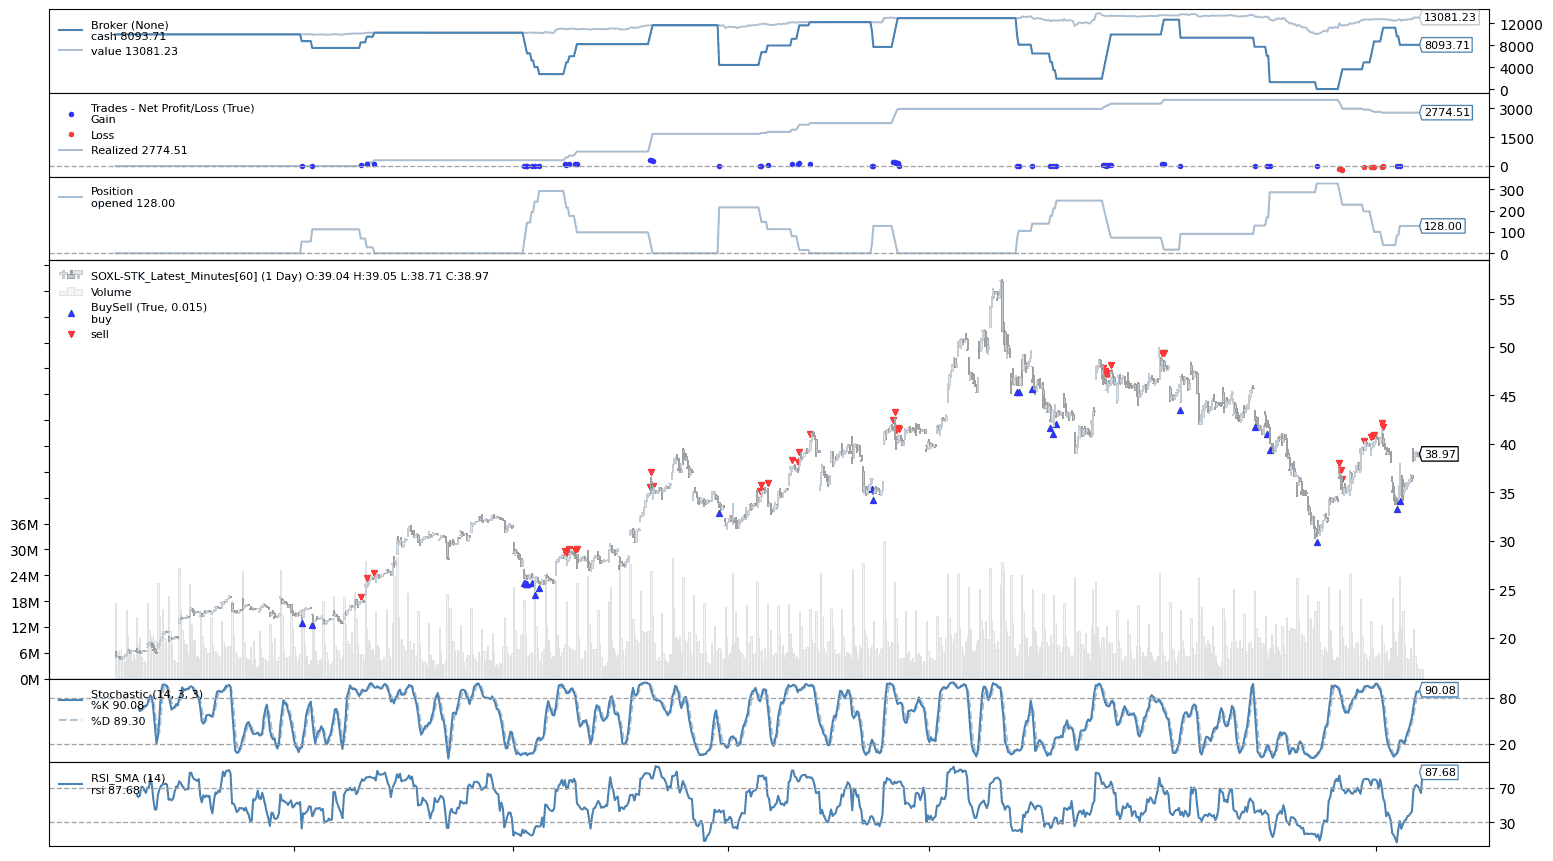 Broker (None)
cash 8093.71
value 13081.23
13081.23
12000
8093.71
8000
4000
0
Trades - Net Profit/Loss (True)
Gain
Loss
Realized 2774.51
3000
2774.51
1500
0
Position
opened 128.00
300
200
128.00
100
0
SOXL-STK_Latest_Minutes[60] (1 Day) O:39.04 H:39.05 L:38.71 C:38.97
Volume
BuySell (True, 0.015)
buy
sell
55
50
45
40
38.97
35
30
25
20
36M
30M
24M
18M
12M
6M
0M
Stochastic (14, 3, 3)
%K 90.08
%D 89.30
90.08
80
20
RSI_SMA (14)
rsi 87.68
87.68
70
30